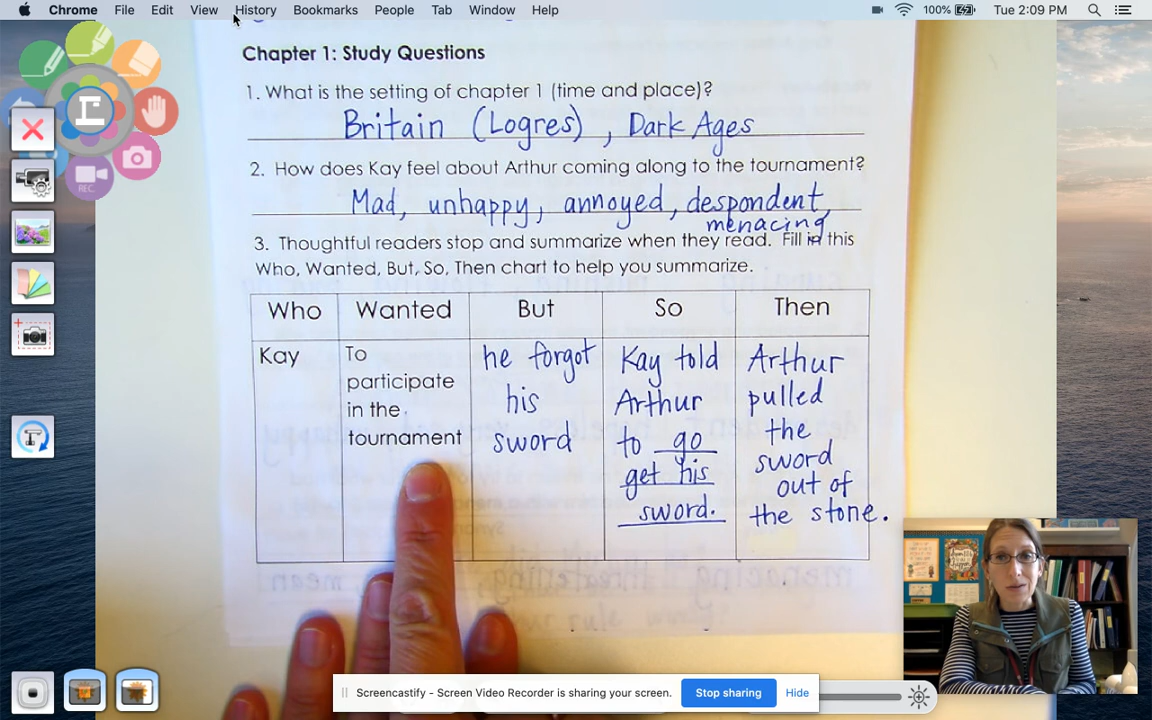 Chrome File Edit View History Bookmarks People Tab Window Help 100% Tue 2:09 PM
Chapter 1: Study Questions
1. What is the setting of chapter 1 (time and place)?
Britain (Logres), Dark Ages
2. How does Kay feel about Arthur coming along to the tournament?
Mad, unhappy, annoyed, despondent,
menacing
3. Thoughtful readers stop and summarize when they read. Fill in this
Who, Wanted, But, So, Then chart to help you summarize.
Who Wanted But So Then
Kay
To
participate
in the
tournament
he forgot
his
sword
Kay told
Arthur
to go
get his
sword.
Arthur
pulled
the
sword
out of
the stone.
REC
Screencastify - Screen Video Recorder is sharing your screen. Stop sharing Hide